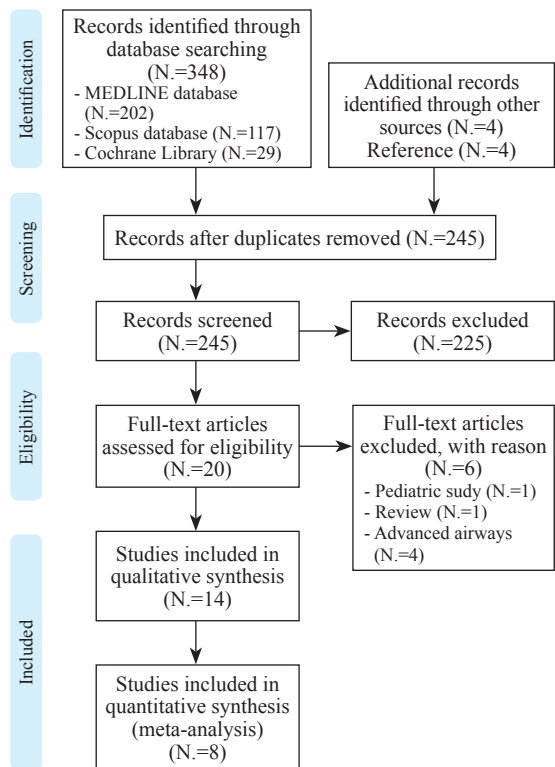 Identification
Records identified through
database searching
(N.=348)
- MEDLINE database
(N.=202)
- Scopus database (N.=117)
- Cochrane Library (N.=29)
Additional records
identified through other
sources (N.=4)
Reference (N.=4)
Screening
Records after duplicates removed (N.=245)
Records screened
(N.=245)
Records excluded
(N.=225)
Eligibility
Full-text articles
assessed for eligibility
(N.=20)
Full-text articles
excluded, with reason
(N.=6)
- Pediatric sudy (N.=1)
- Review (N.=1)
- Advanced airways
(N.=4)
Included
Studies included in
qualitative synthesis
(N.=14)
Studies included in
quantitative synthesis
(meta-analysis)
(N.=8)